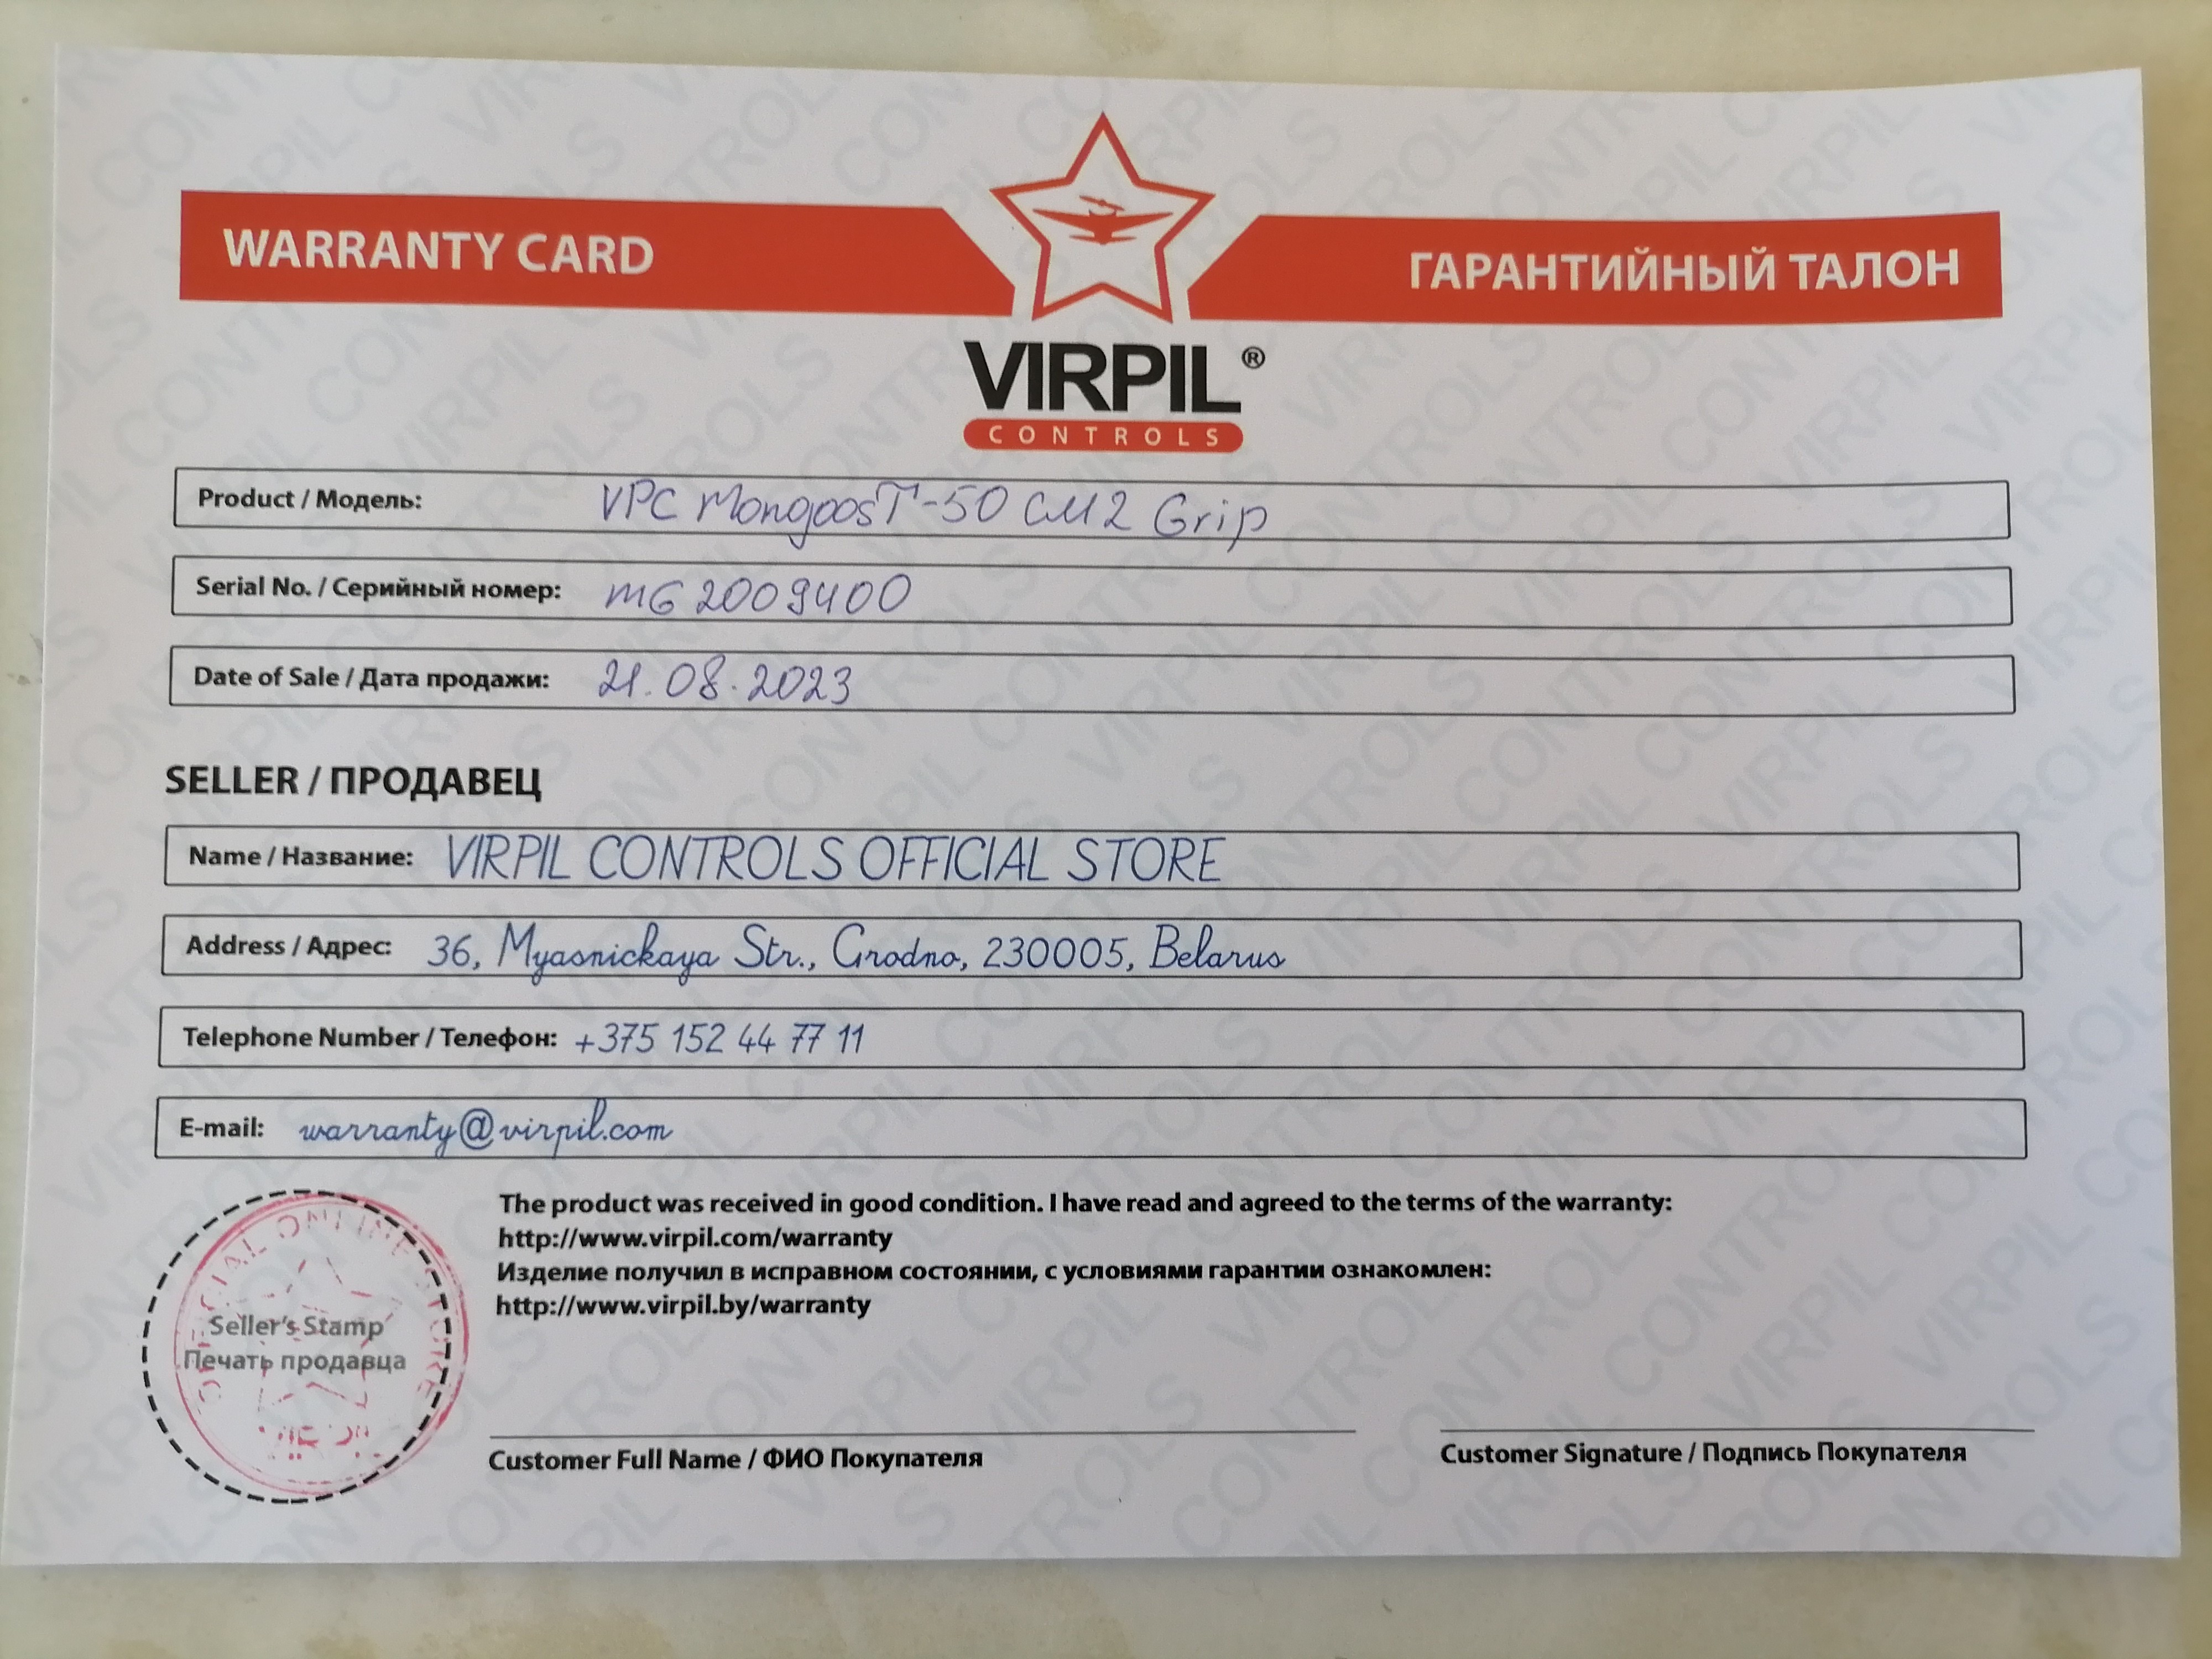 WARRANTY CARD
ГАРАНТИЙНЫЙ ТАЛОН
VIRPIL ®
CONTROLS
Product / Модель: VPC MongoosT-50 CM2 Grip
Serial No. / Серийный номер: MG2009400
Date of Sale / Дата продажи: 21.08.2023
SELLER / ПРОДАВЕЦ
Name / Название: VIRPIL CONTROLS OFFICIAL STORE
Address / Адрес: 36, Myasnickaya Str., Grodno, 230005, Belarus
Telephone Number / Телефон: +375 152 44 77 11
E-mail: warranty@virpil.com
The product was received in good condition. I have read and agreed to the terms of the warranty:
http://www.virpil.com/warranty
Изделие получил в исправном состоянии, с условиями гарантии ознакомлен:
http://www.virpil.by/warranty
OFFICIAL ONLINE STORE
Seller's Stamp
Печать продавца
VIRPIL
Customer Full Name / ФИО Покупателя
Customer Signature / Подпись Покупателя